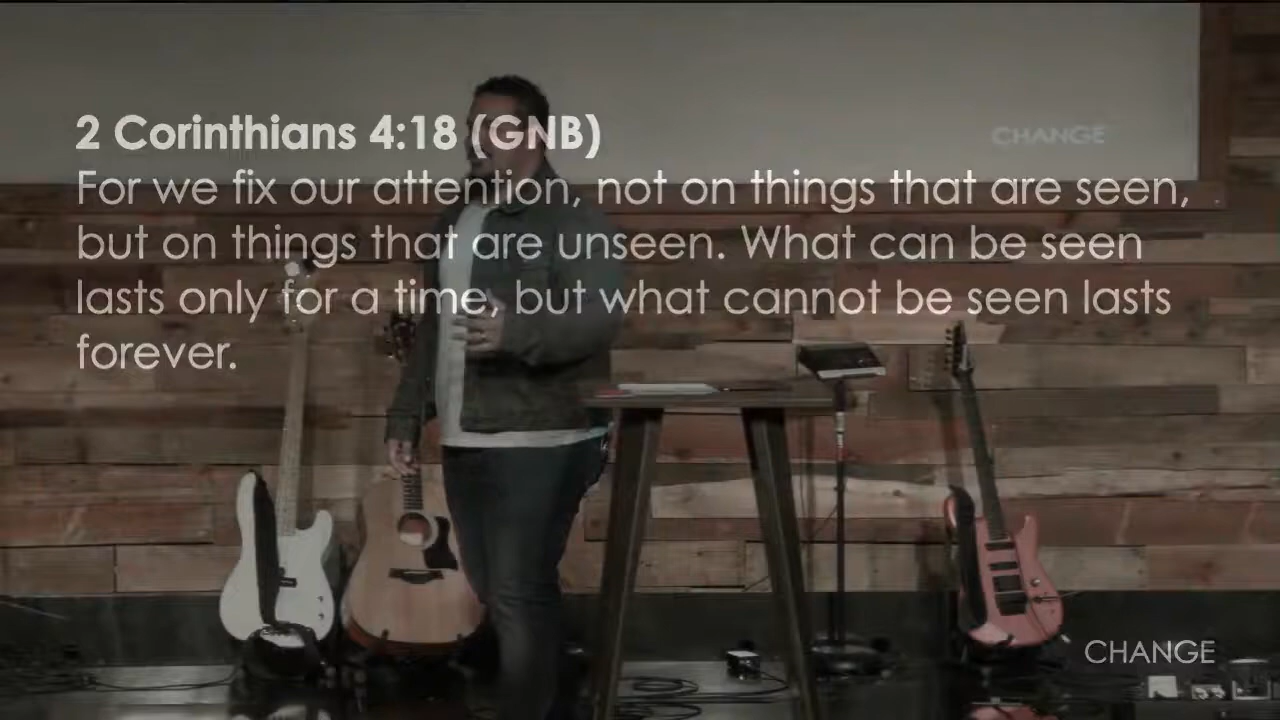 CHANGE
2 Corinthians 4:18 (GNB)
For we fix our attention, not on things that are seen,
but on things that are unseen. What can be seen
lasts only for a time, but what cannot be seen lasts
forever.
CHANGE